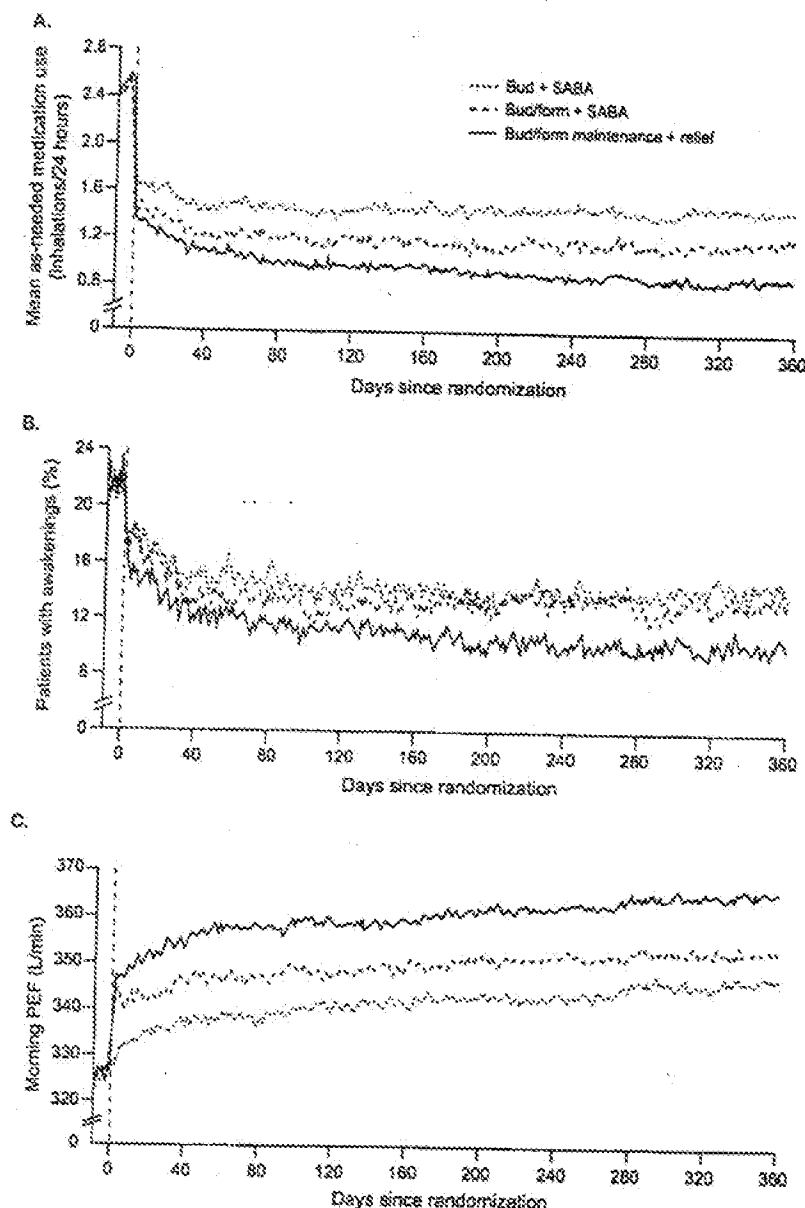 A.
Mean as-needed medication use
(inhalations/24 hours)
2.8
2.4
2.0
1.6
1.2
0.8
0
Bud + SABA
Bud/form + SABA
Bud/form maintenance + relief
0 40 80 120 160 200 240 280 320 360
Days since randomization
B.
Patients with awakenings (%)
24
20
16
12
8
0
0 40 80 120 160 200 240 280 320 360
Days since randomization
C.
Morning PEF (L/min)
370
360
350
340
330
320
0
0 40 80 120 160 200 240 280 320 360
Days since randomization